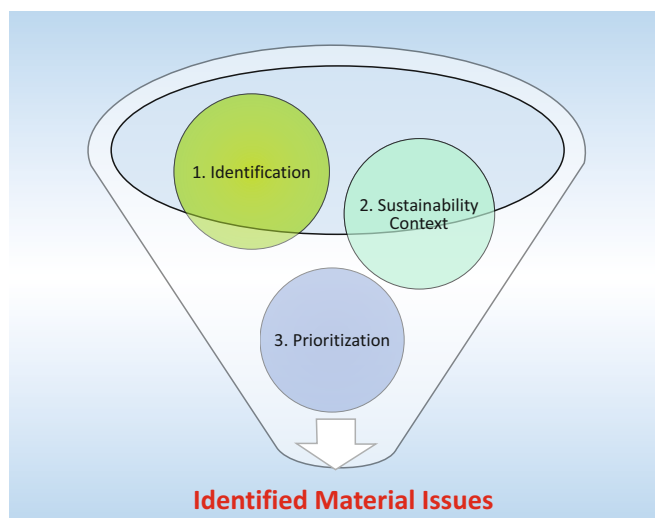 1. Identification
2. Sustainability
Context
3. Prioritization
Identified Material Issues